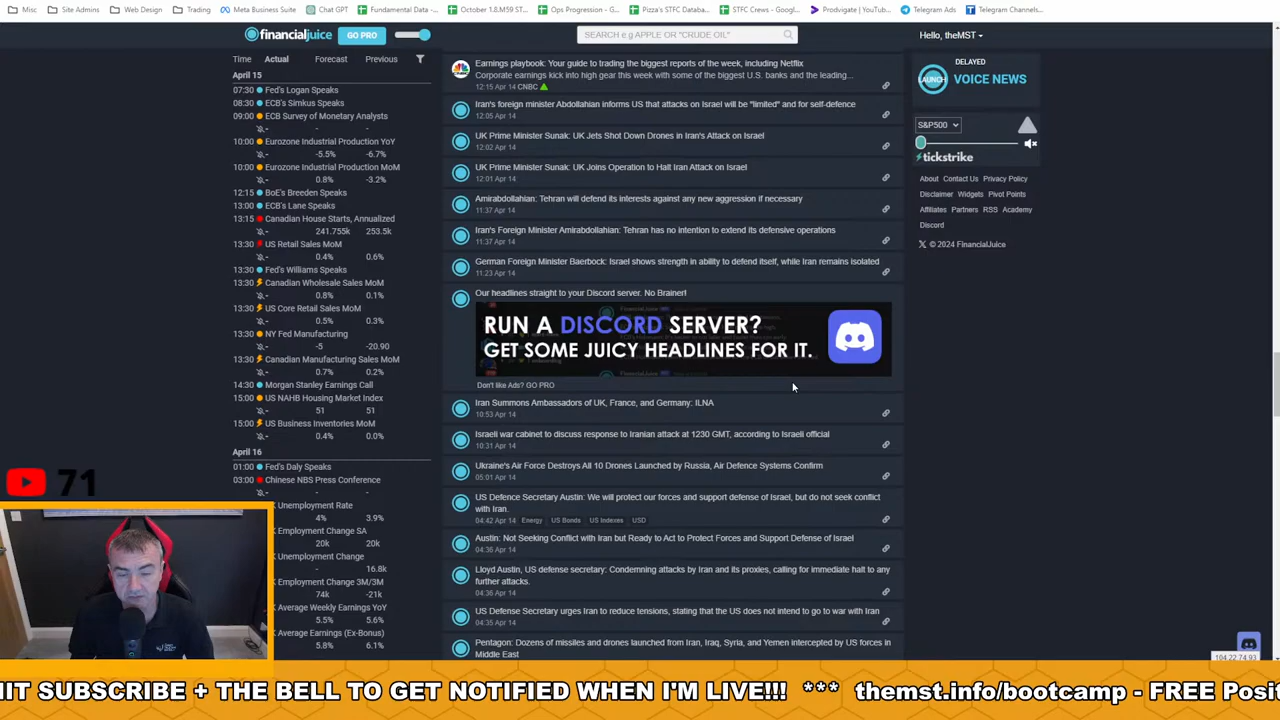 Misc
Site Admins
Web Design
Trading
Meta Business Suite
Chat GPT
Fundamental Data -...
October 1.8.M59 ST...
Ops Progression - G...
Pizza's STFC Databa...
STFC Crews - Googl...
Prodvigate | YouTub...
Telegram Ads
Telegram Channels...
financialjuice
GO PRO
SEARCH E.g APPLE OR "CRUDE OIL"
Hello, theMST
Time Actual Forecast Previous
April 15
07:30 Fed's Logan Speaks
08:30 ECB's Simkus Speaks
09:00 ECB Survey of Monetary Analysts
- - -
10:00 Eurozone Industrial Production YoY
- -5.5% -6.7%
10:00 Eurozone Industrial Production MoM
- 0.8% -3.2%
12:15 BoE's Breeden Speaks
13:00 ECB's Lane Speaks
13:15 Canadian House Starts, Annualized
- 241.755k 253.5k
13:30 US Retail Sales MoM
- 0.4% 0.6%
13:30 Fed's Williams Speaks
13:30 Canadian Wholesale Sales MoM
- 0.8% 0.1%
13:30 US Core Retail Sales MoM
- 0.5% 0.3%
13:30 NY Fed Manufacturing
- -5 -20.90
13:30 Canadian Manufacturing Sales MoM
- 0.7% 0.2%
14:30 Morgan Stanley Earnings Call
15:00 US NAHB Housing Market Index
- 51 51
15:00 US Business Inventories MoM
- 0.4% 0.0%
April 16
01:00 Fed's Daly Speaks
03:00 Chinese NBS Press Conference
- - -
Unemployment Rate
4% 3.9%
Employment Change SA
20k 20k
Unemployment Change
- 16.8k
Employment Change 3M/3M
74k -21k
Average Weekly Earnings YoY
5.5% 5.6%
Average Earnings (Ex-Bonus)
5.8% 6.1%
Earnings playbook: Your guide to trading the biggest reports of the week, including Netflix
Corporate earnings kick into high gear this week with some of the biggest U.S. banks and the leading...
12:15 Apr 14 CNBC
Iran's foreign minister Abdollahian informs US that attacks on Israel will be "limited" and for self-defence
12:05 Apr 14
UK Prime Minister Sunak: UK Jets Shot Down Drones in Iran's Attack on Israel
12:02 Apr 14
UK Prime Minister Sunak: UK Joins Operation to Halt Iran Attack on Israel
12:01 Apr 14
Amirabdollahian: Tehran will defend its interests against any new aggression if necessary
11:37 Apr 14
Iran's Foreign Minister Amirabdollahian: Tehran has no intention to extend its defensive operations
11:37 Apr 14
German Foreign Minister Baerbock: Israel shows strength in ability to defend itself, while Iran remains isolated
11:23 Apr 14
Our headlines straight to your Discord server. No Brainer!
RUN A DISCORD SERVER?
GET SOME JUICY HEADLINES FOR IT.
Don't like Ads? GO PRO
Iran Summons Ambassadors of UK, France, and Germany: ILNA
10:53 Apr 14
Israeli war cabinet to discuss response to Iranian attack at 1230 GMT, according to Israeli official
10:31 Apr 14
Ukraine's Air Force Destroys All 10 Drones Launched by Russia, Air Defence Systems Confirm
05:01 Apr 14
US Defence Secretary Austin: We will protect our forces and support defense of Israel, but do not seek conflict
with Iran.
04:42 Apr 14 Energy US Bonds US Indexes USD
Austin: Not Seeking Conflict with Iran but Ready to Act to Protect Forces and Support Defense of Israel
04:36 Apr 14
Lloyd Austin, US defense secretary: Condemning attacks by Iran and its proxies, calling for immediate halt to any
further attacks.
04:36 Apr 14
US Defense Secretary urges Iran to reduce tensions, stating that the US does not intend to go to war with Iran
04:35 Apr 14
Pentagon: Dozens of missiles and drones launched from Iran, Iraq, Syria, and Yemen intercepted by US forces in
Middle East
DELAYED
LAUNCH VOICE NEWS
S&P500
tickstrike
About Contact Us Privacy Policy
Disclaimer Widgets Pivot Points
Affiliates Partners RSS Academy
Discord
X © 2024 FinancialJuice
104.22.74.93
71
HIT SUBSCRIBE + THE BELL TO GET NOTIFIED WHEN I'M LIVE!!! *** themst.info/bootcamp - FREE Posit